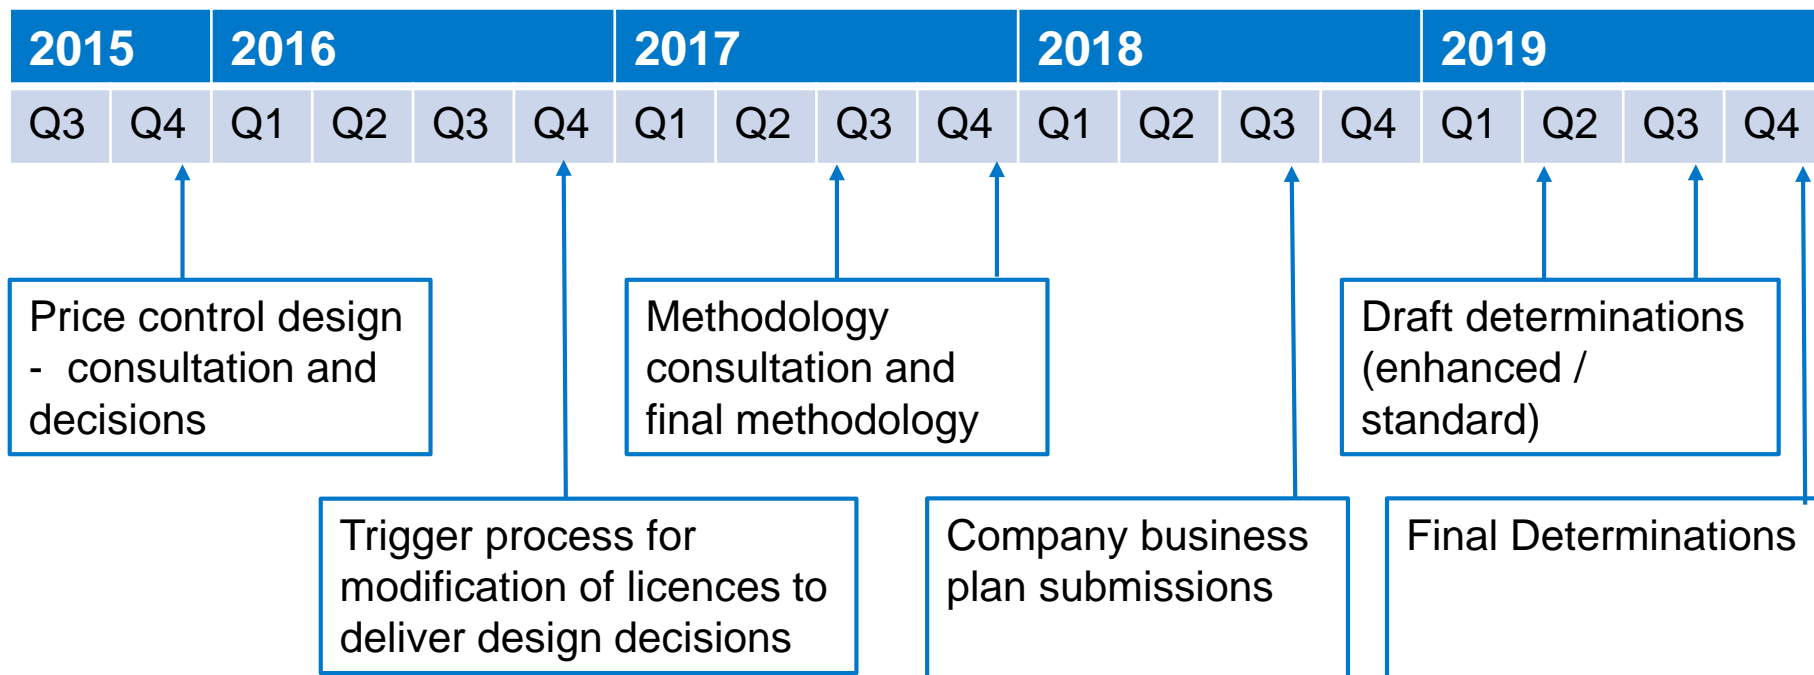 2015 2016 2017 2018 2019
Q3 Q4 Q1 Q2 Q3 Q4 Q1 Q2 Q3 Q4 Q1 Q2 Q3 Q4 Q1 Q2 Q3 Q4
Price control design
- consultation and
decisions
Methodology
consultation and
final methodology
Draft determinations
(enhanced /
standard)
Trigger process for
modification of licences to
deliver design decisions
Company business
plan submissions
Final Determinations